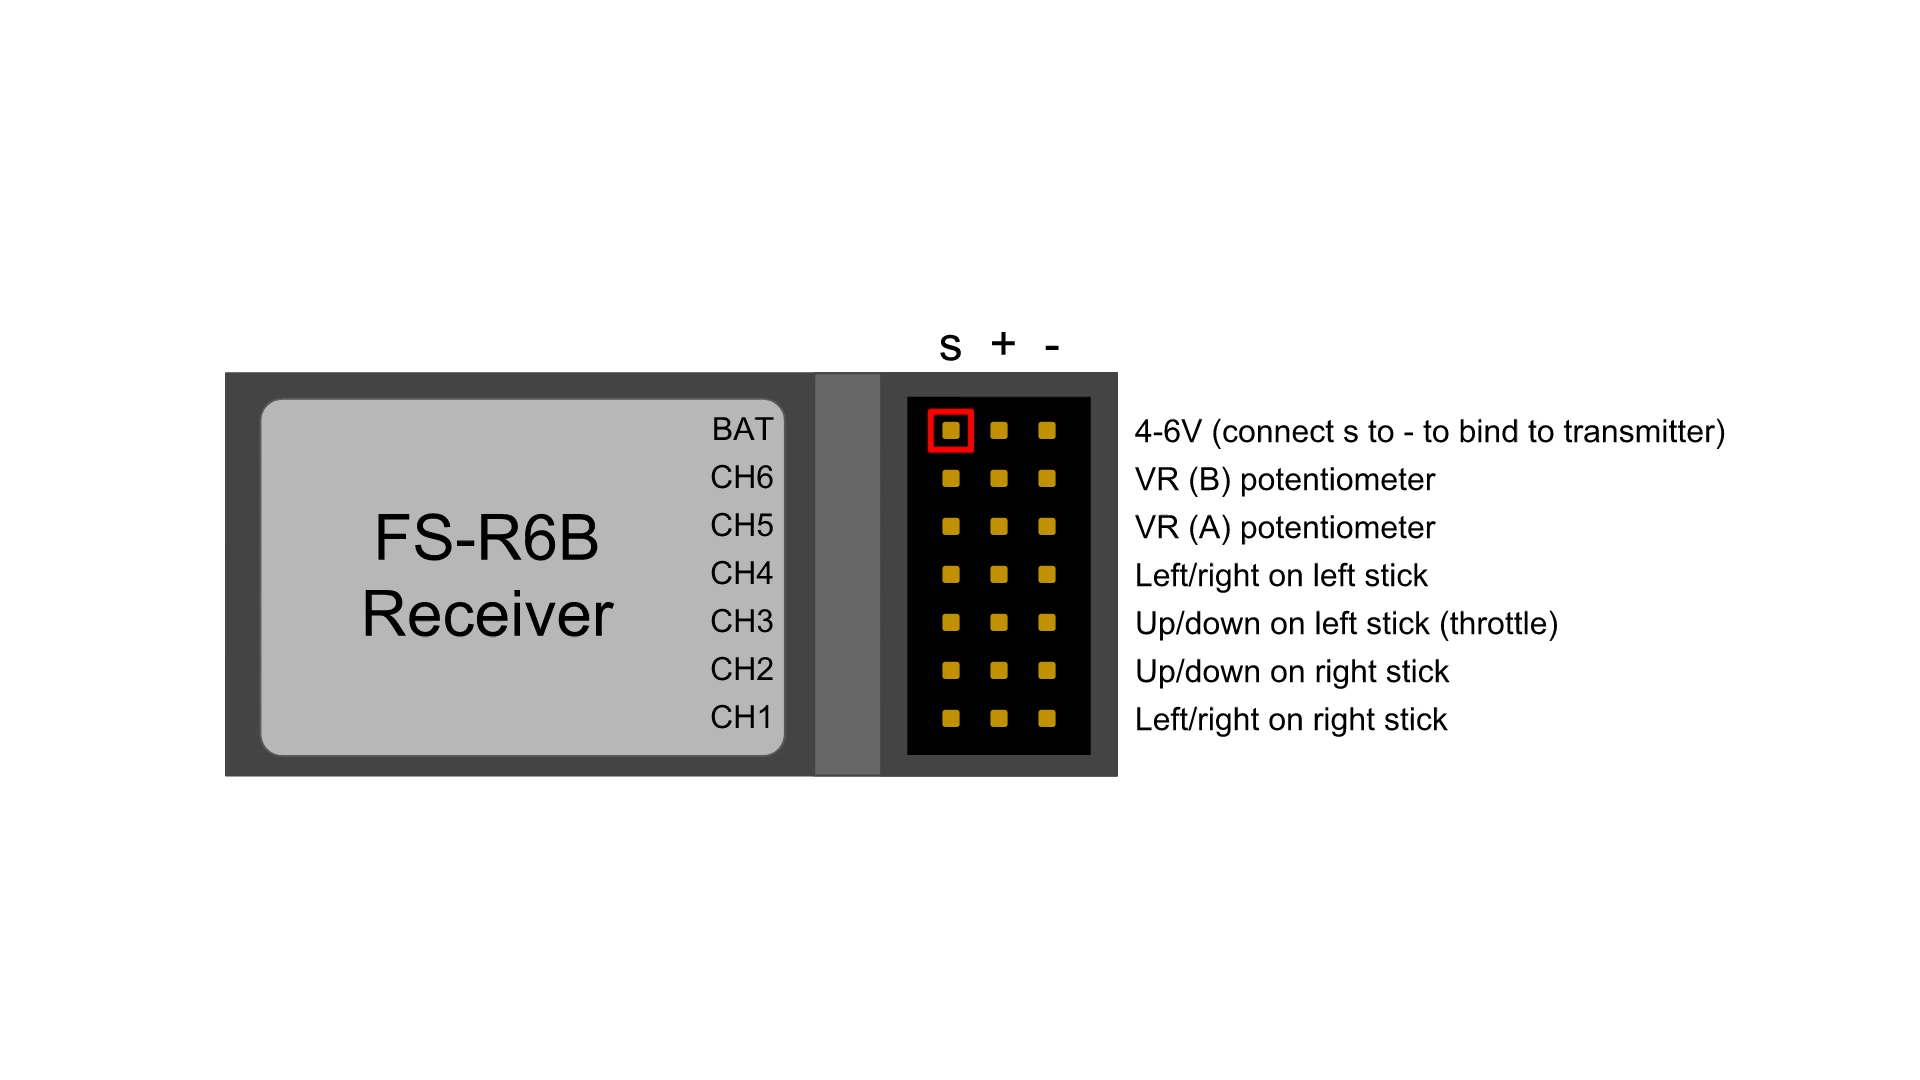 s + -
BAT 4-6V (connect s to - to bind to transmitter)
CH6 VR (B) potentiometer
CH5 VR (A) potentiometer
CH4 Left/right on left stick
CH3 Up/down on left stick (throttle)
CH2 Up/down on right stick
CH1 Left/right on right stick
FS-R6B
Receiver